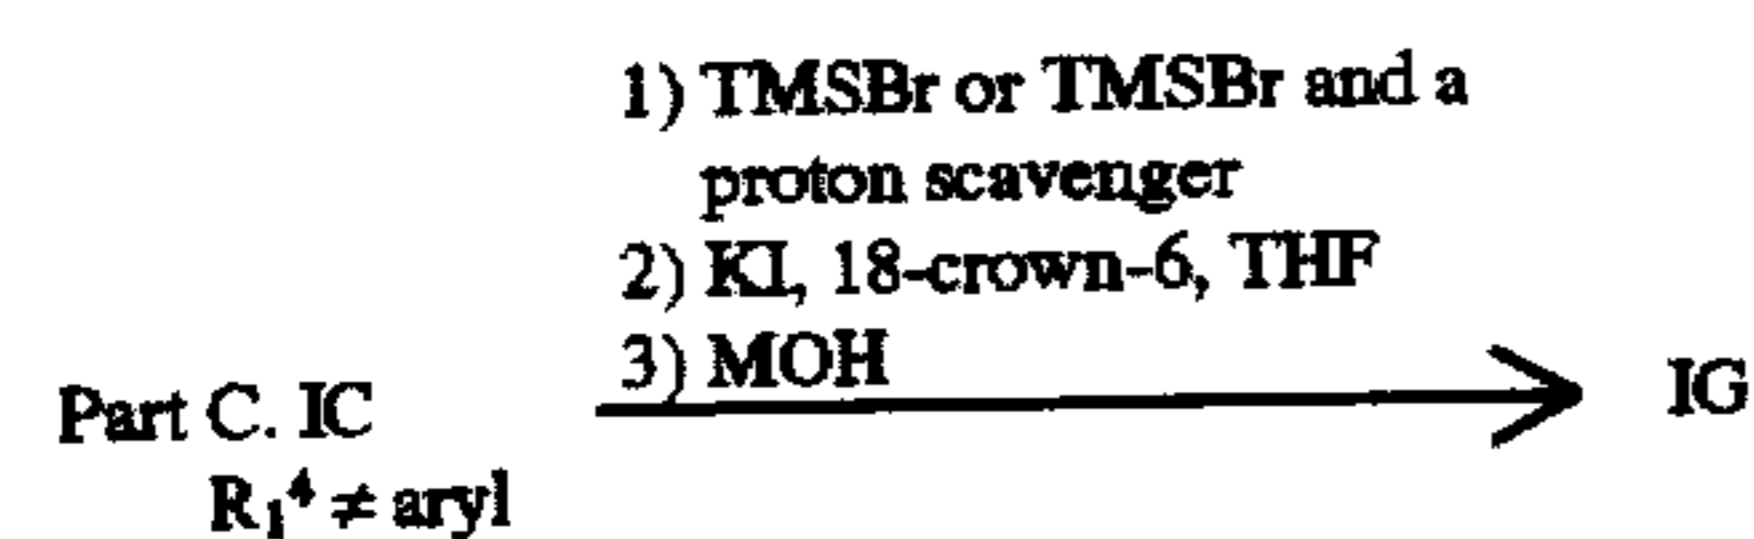 1) TMSBr or TMSBr and a
proton scavenger
2) KI, 18-crown-6, THF
3) MOH
Part C. IC
IG
R₁⁴ ≠ aryl